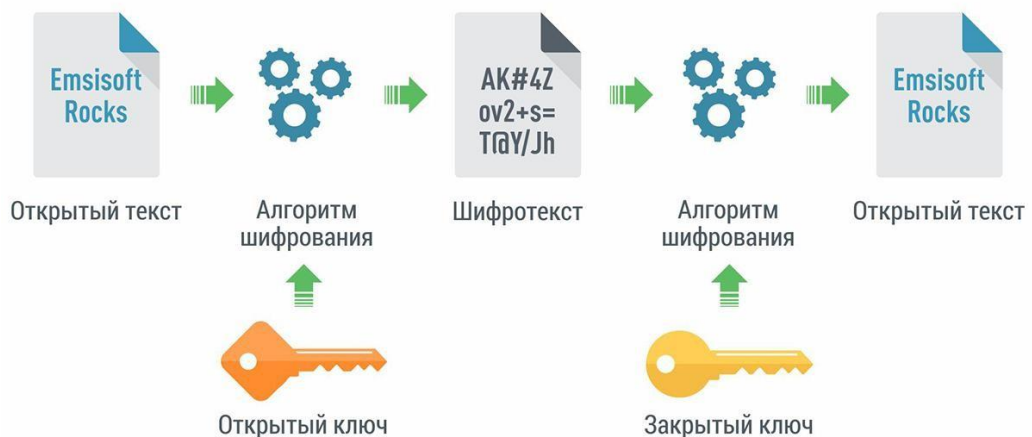 Emsisoft
Rocks
AK#4Z
ov2+s=
T@Y/Jh
Emsisoft
Rocks
Открытый текст
Алгоритм
шифрования
Шифротекст
Алгоритм
шифрования
Открытый текст
Открытый ключ
Закрытый ключ